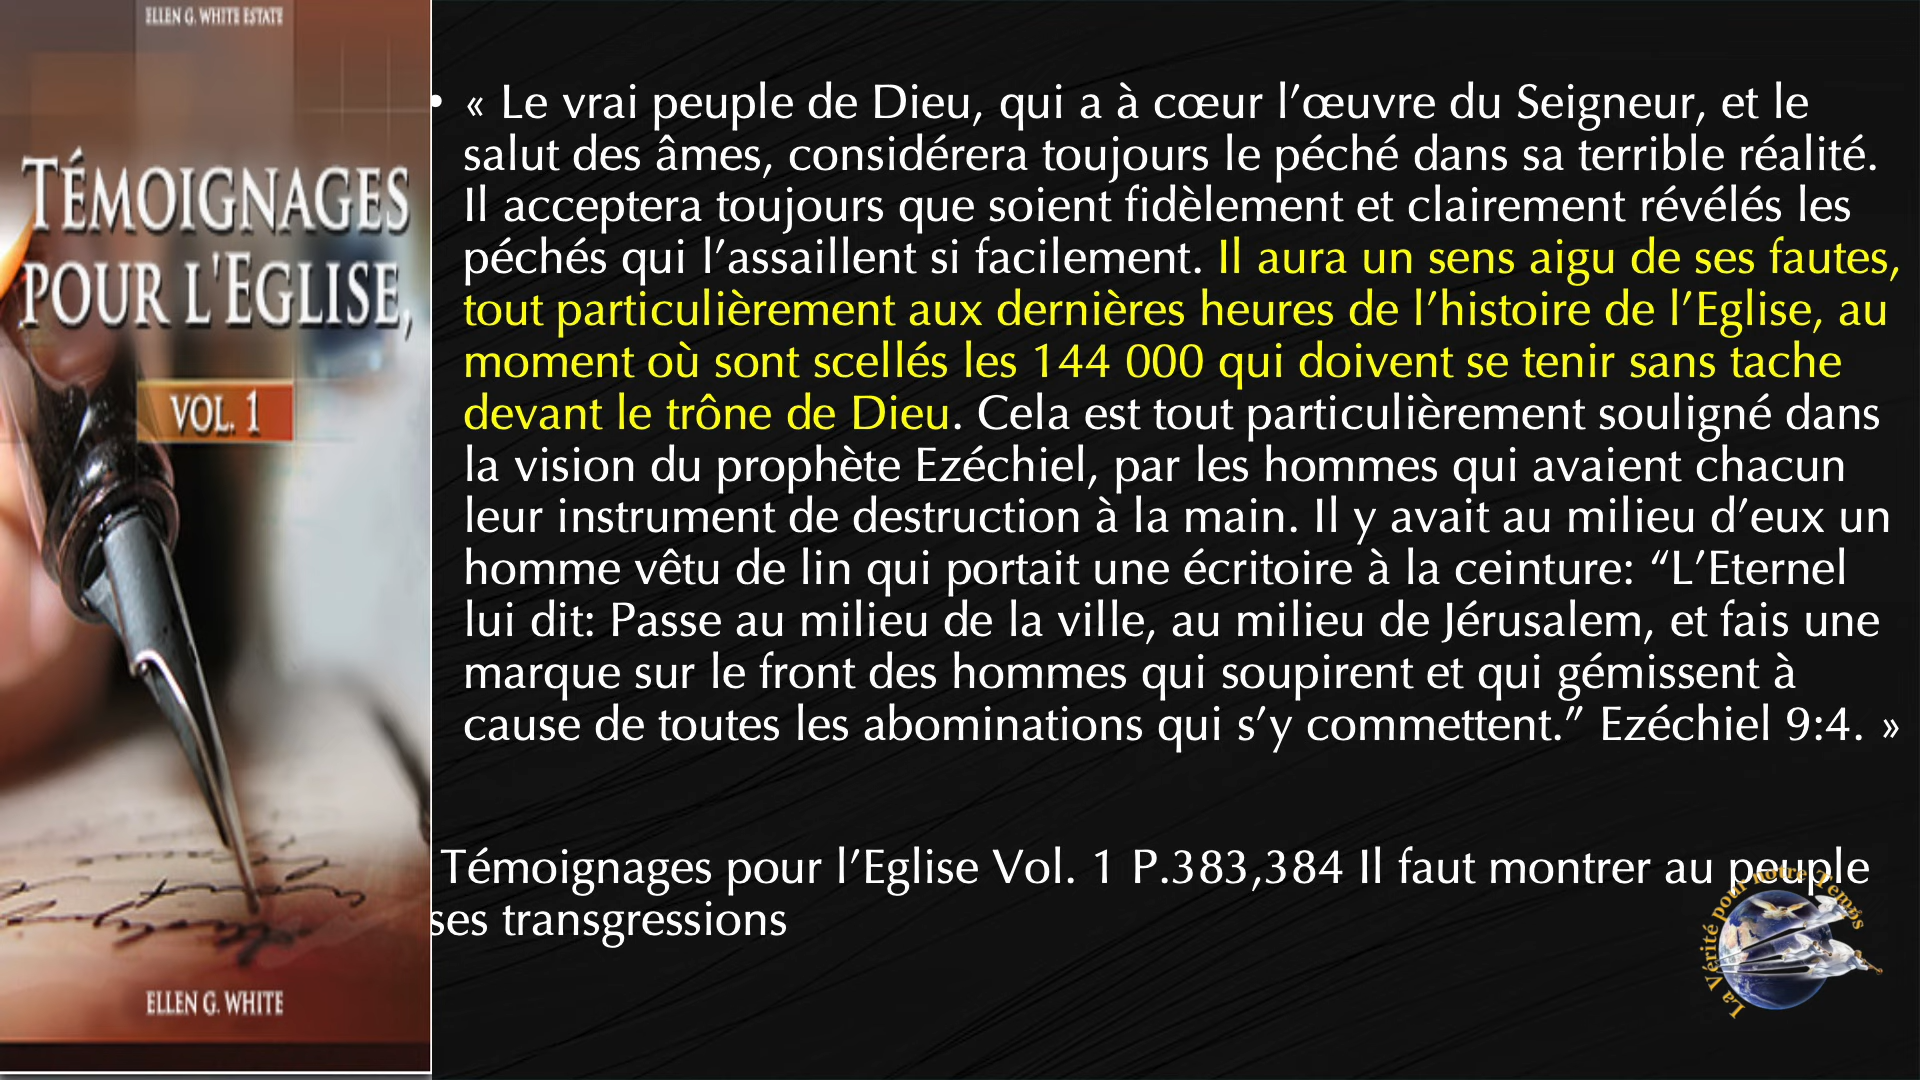 ELLEN G. WHITE ESTATE
TÉMOIGNAGES
POUR L'EGLISE,
VOL. 1
ELLEN G. WHITE
• « Le vrai peuple de Dieu, qui a à cœur l’œuvre du Seigneur, et le
salut des âmes, considérera toujours le péché dans sa terrible réalité.
Il acceptera toujours que soient fidèlement et clairement révélés les
péchés qui l’assaillent si facilement. Il aura un sens aigu de ses fautes,
tout particulièrement aux dernières heures de l’histoire de l’Eglise, au
moment où sont scellés les 144 000 qui doivent se tenir sans tache
devant le trône de Dieu. Cela est tout particulièrement souligné dans
la vision du prophète Ezéchiel, par les hommes qui avaient chacun
leur instrument de destruction à la main. Il y avait au milieu d’eux un
homme vêtu de lin qui portait une écritoire à la ceinture: “L’Eternel
lui dit: Passe au milieu de la ville, au milieu de Jérusalem, et fais une
marque sur le front des hommes qui soupirent et qui gémissent à
cause de toutes les abominations qui s’y commettent.” Ezéchiel 9:4. »
Témoignages pour l’Eglise Vol. 1 P.383,384 Il faut montrer au peuple
ses transgressions
La Vérité pour notre Temps